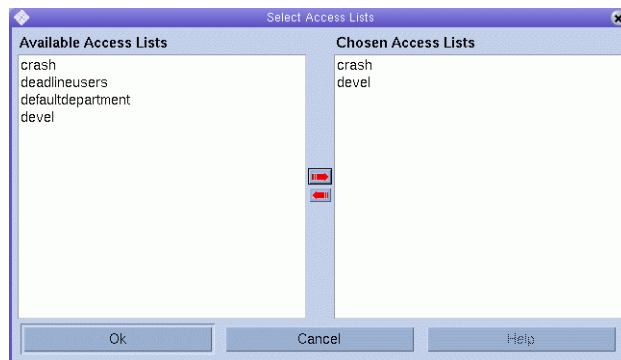 Select Access Lists
Available Access Lists
crash
deadlineusers
defaultdepartment
devel
Chosen Access Lists
crash
devel
Ok
Cancel
Help